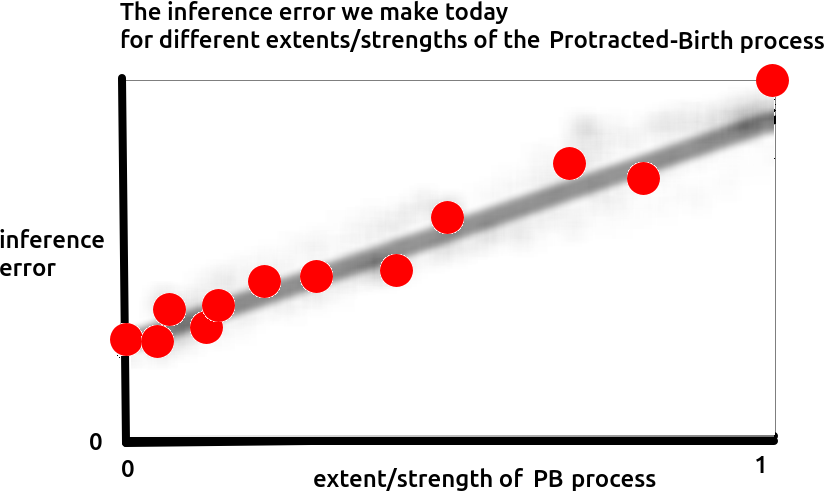 The inference error we make today
for different extents/strengths of the Protracted-Birth process
inference
error
0
0
1
extent/strength of PB process